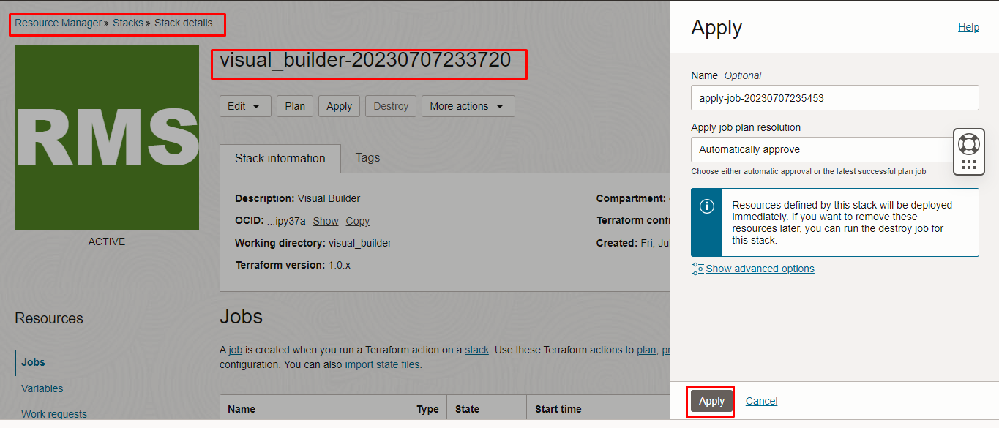 Resource Manager » Stacks » Stack details
RMS
ACTIVE
visual_builder-20230707233720
Edit Plan Apply Destroy More actions
Stack information Tags
Description: Visual Builder
OCID: ...ipy37a Show Copy
Working directory: visual_builder
Terraform version: 1.0.x
Compartment:
Terraform confi
Created: Fri, Ju
Resources
Jobs
Variables
Work requests
Jobs
A job is created when you run a Terraform action on a stack. Use these Terraform actions to plan, pr
configuration. You can also import state files.
Name Type State Start time
Apply Help
Name Optional
apply-job-20230707235453
Apply job plan resolution
Automatically approve
Choose either automatic approval or the latest successful plan job
Resources defined by this stack will be deployed
immediately. If you want to remove these
resources later, you can run the destroy job for
this stack.
Show advanced options
Apply Cancel